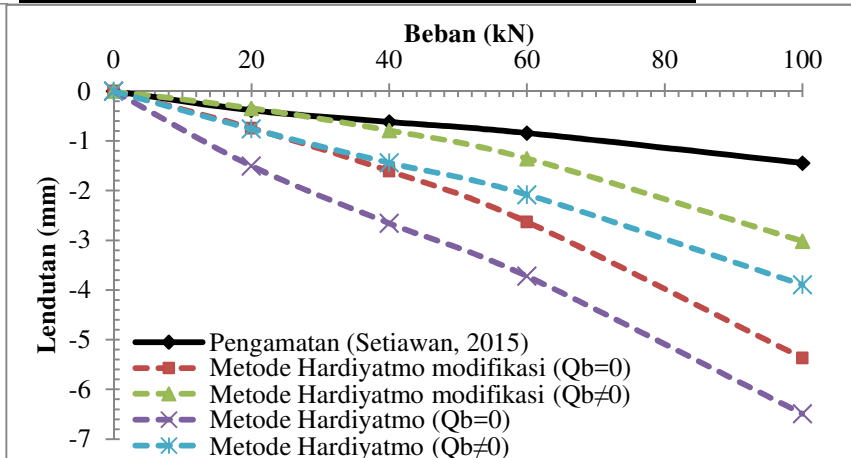 Beban (kN)
0 20 40 60 80 100
0
-1
-2
-3
-4
-5
-6
-7
Lendutan (mm)
Pengamatan (Setiawan, 2015)
Metode Hardiyatmo modifikasi (Qb=0)
Metode Hardiyatmo modifikasi (Qb≠0)
Metode Hardiyatmo (Qb=0)
Metode Hardiyatmo (Qb≠0)